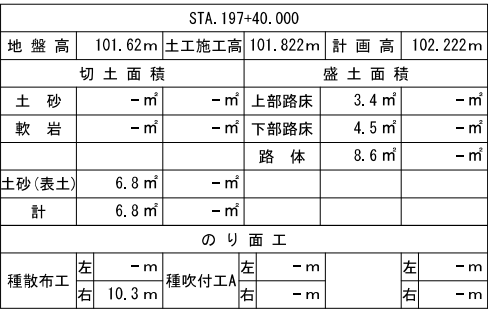 STA.197+40.000
地盤高 101.62m 土工施工高 101.822m 計画高 102.222m
切土面積 盛土面積
土砂 －㎡ －㎡ 上部路床 3.4㎡ －㎡
軟岩 －㎡ －㎡ 下部路床 4.5㎡ －㎡
路体 8.6㎡ －㎡
土砂(表土) 6.8㎡ －㎡
計 6.8㎡ －㎡
のり面工
種散布工 左 －m 種吹付工A 左 －m 左 －m
右 10.3m 右 －m 右 －m